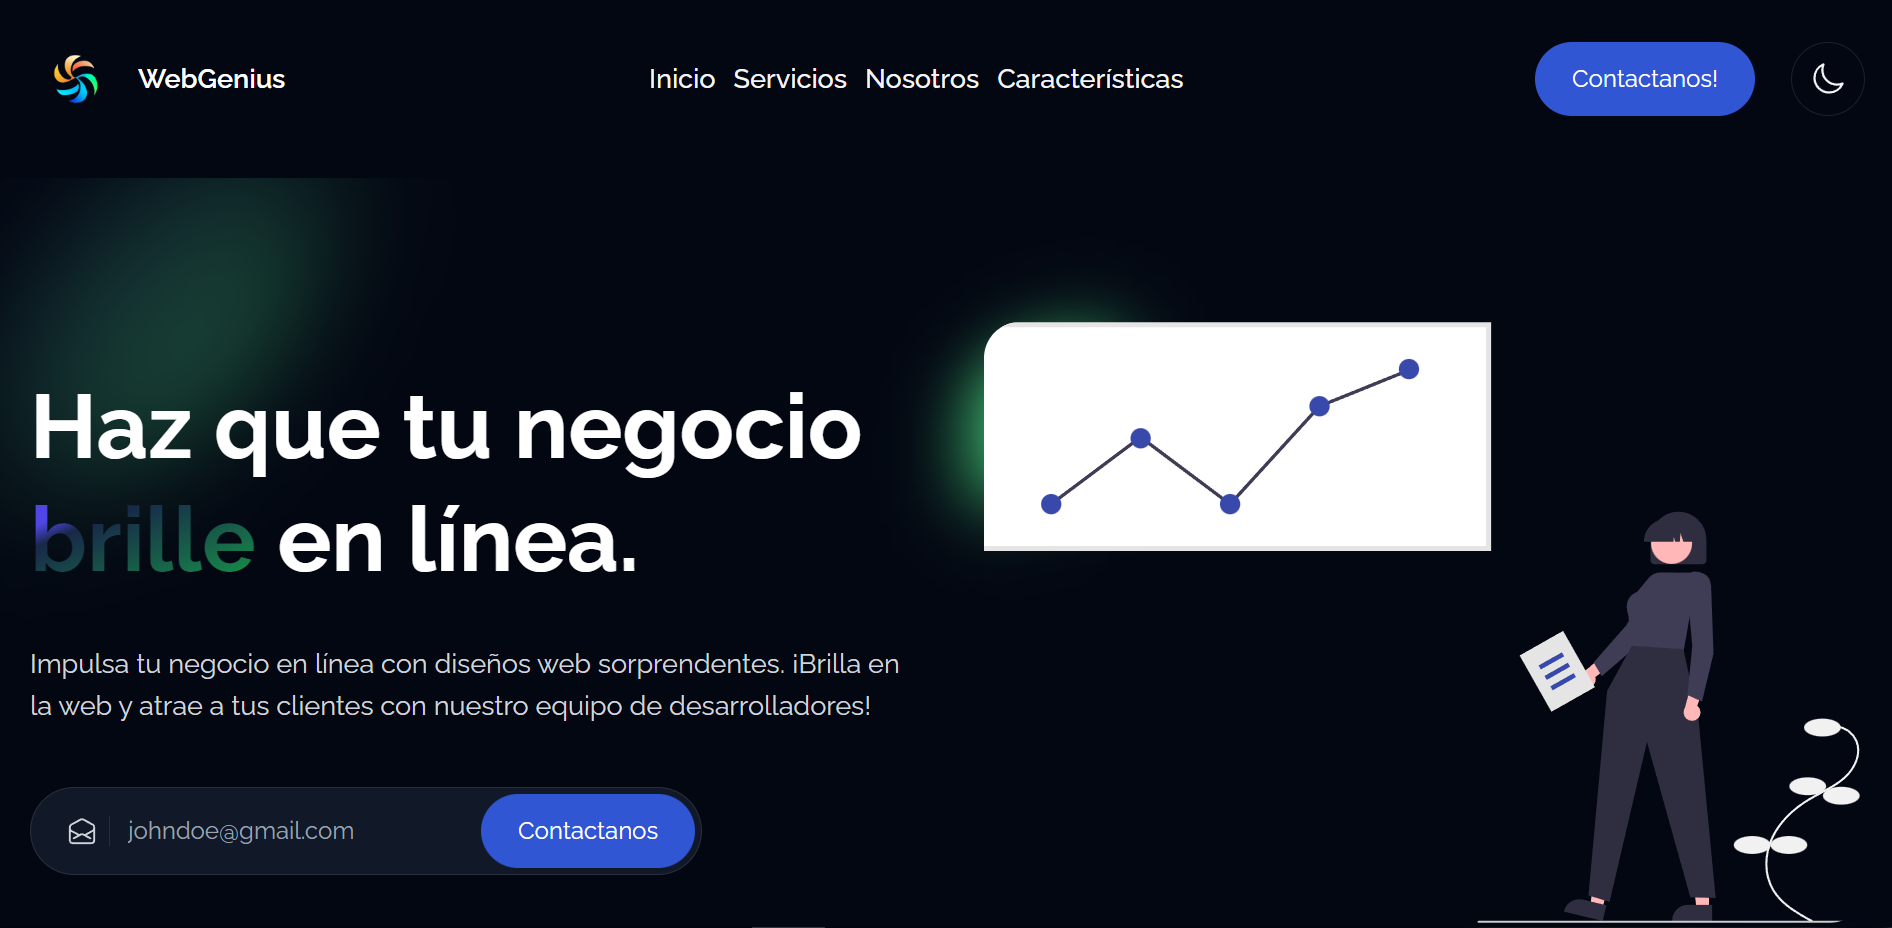 WebGenius
Inicio Servicios Nosotros Características
Contactanos!
Haz que tu negocio
brille en línea.
Impulsa tu negocio en línea con diseños web sorprendentes. ¡Brilla en
la web y atrae a tus clientes con nuestro equipo de desarrolladores!
johndoe@gmail.com
Contactanos